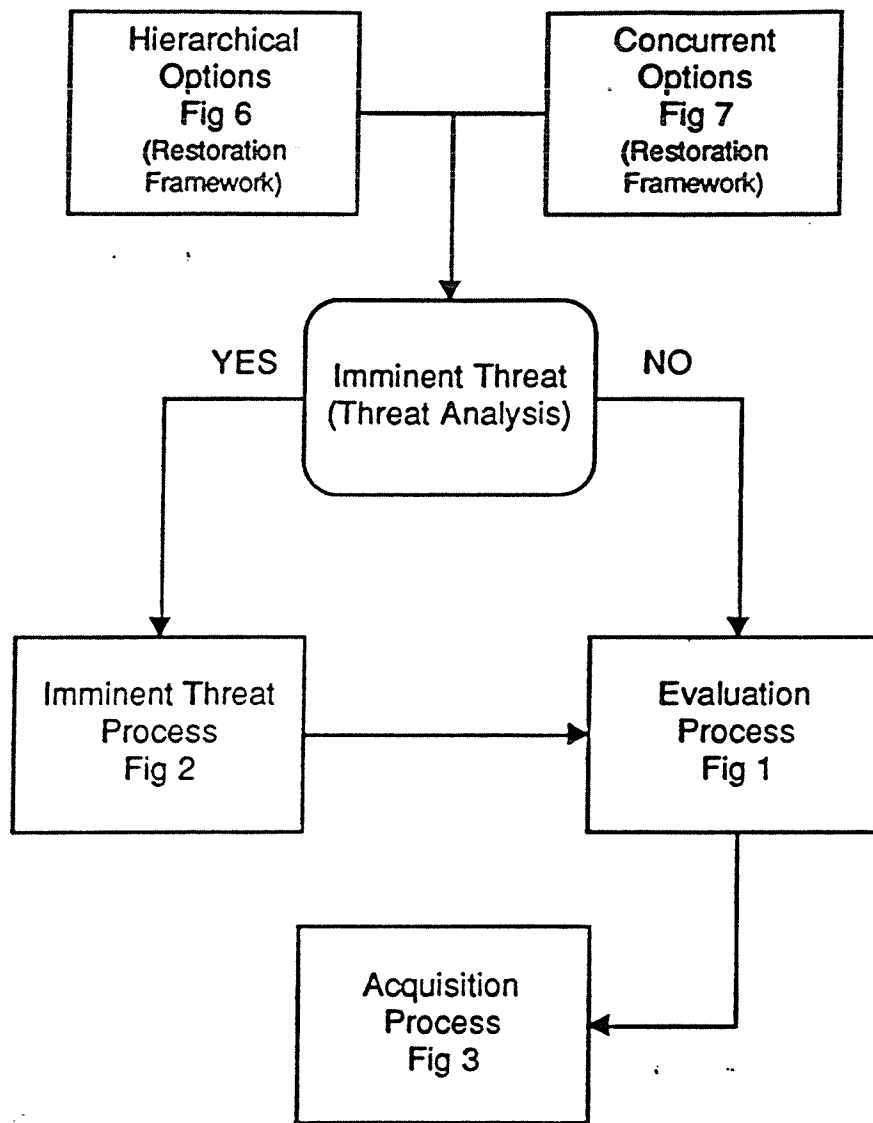 Hierarchical
Options
Fig 6
(Restoration
Framework)
Concurrent
Options
Fig 7
(Restoration
Framework)
YES
Imminent Threat
(Threat Analysis)
NO
Imminent Threat
Process
Fig 2
Evaluation
Process
Fig 1
Acquisition
Process
Fig 3